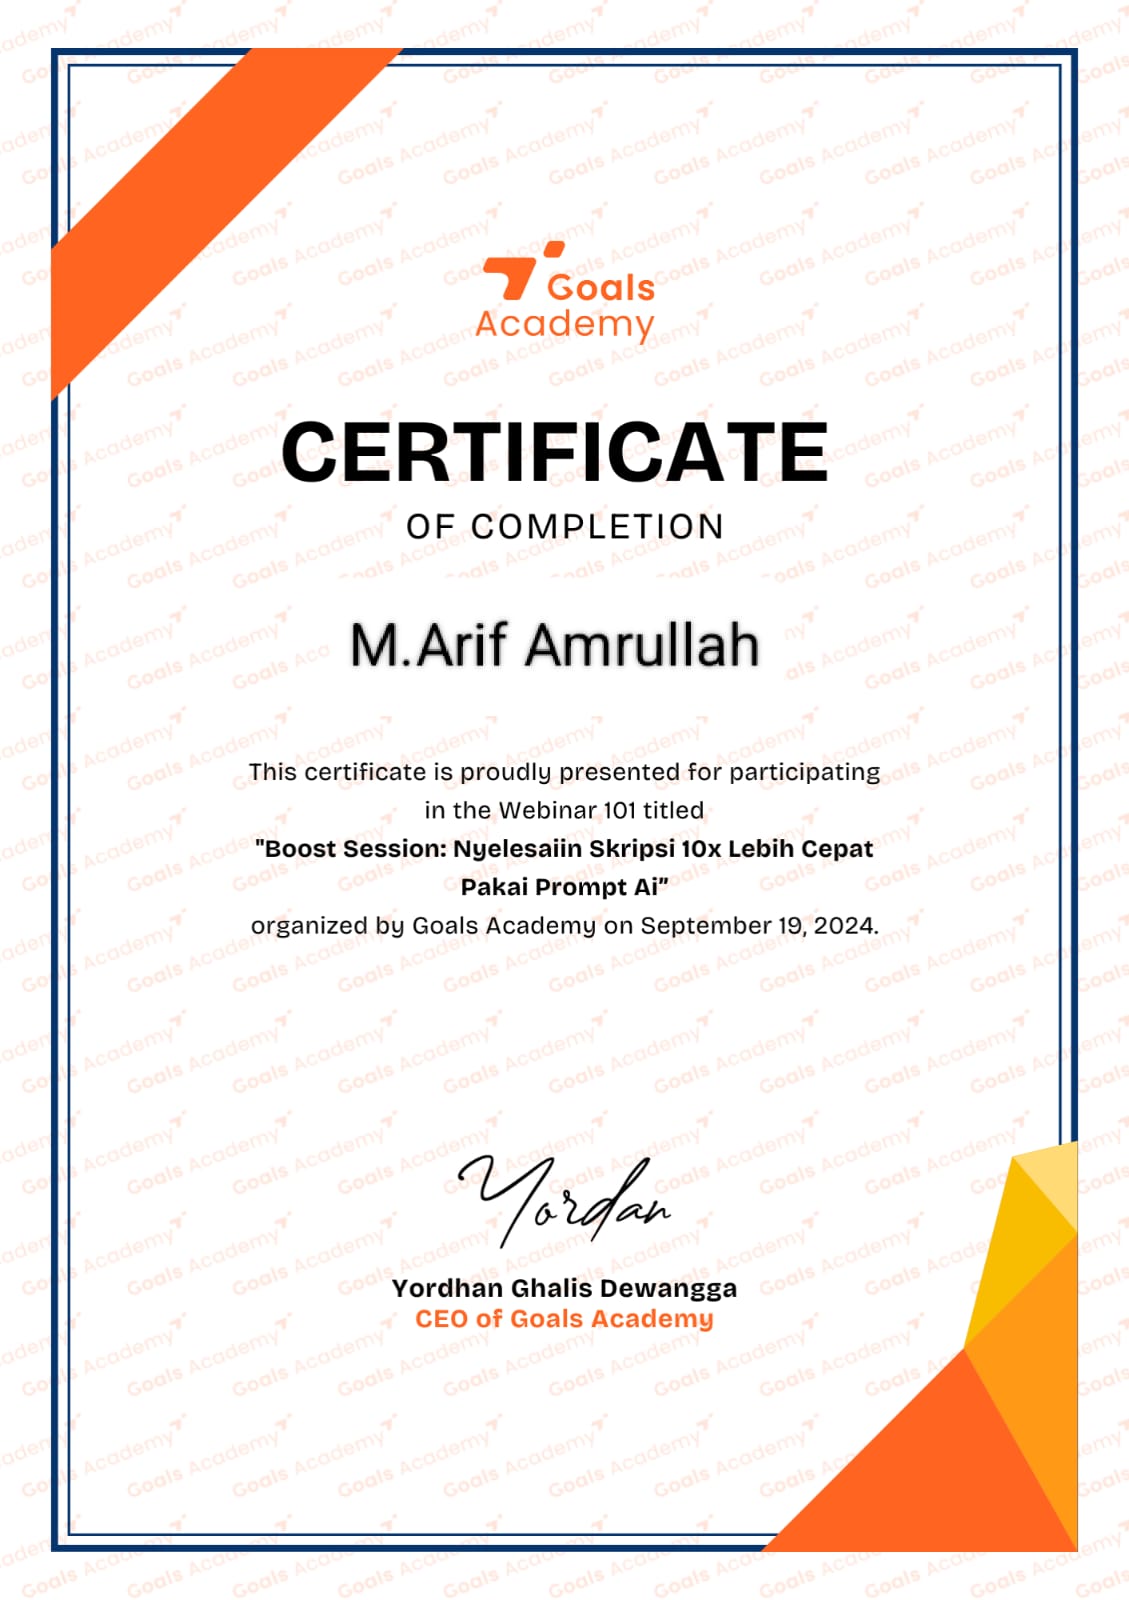 Goals
Academy
CERTIFICATE
OF COMPLETION
M.Arif Amrullah
This certificate is proudly presented for participating
in the Webinar 101 titled
"Boost Session: Nyelesaiin Skripsi 10x Lebih Cepat
Pakai Prompt Ai”
organized by Goals Academy on September 19, 2024.
Yordan
Yordhan Ghalis Dewangga
CEO of Goals Academy